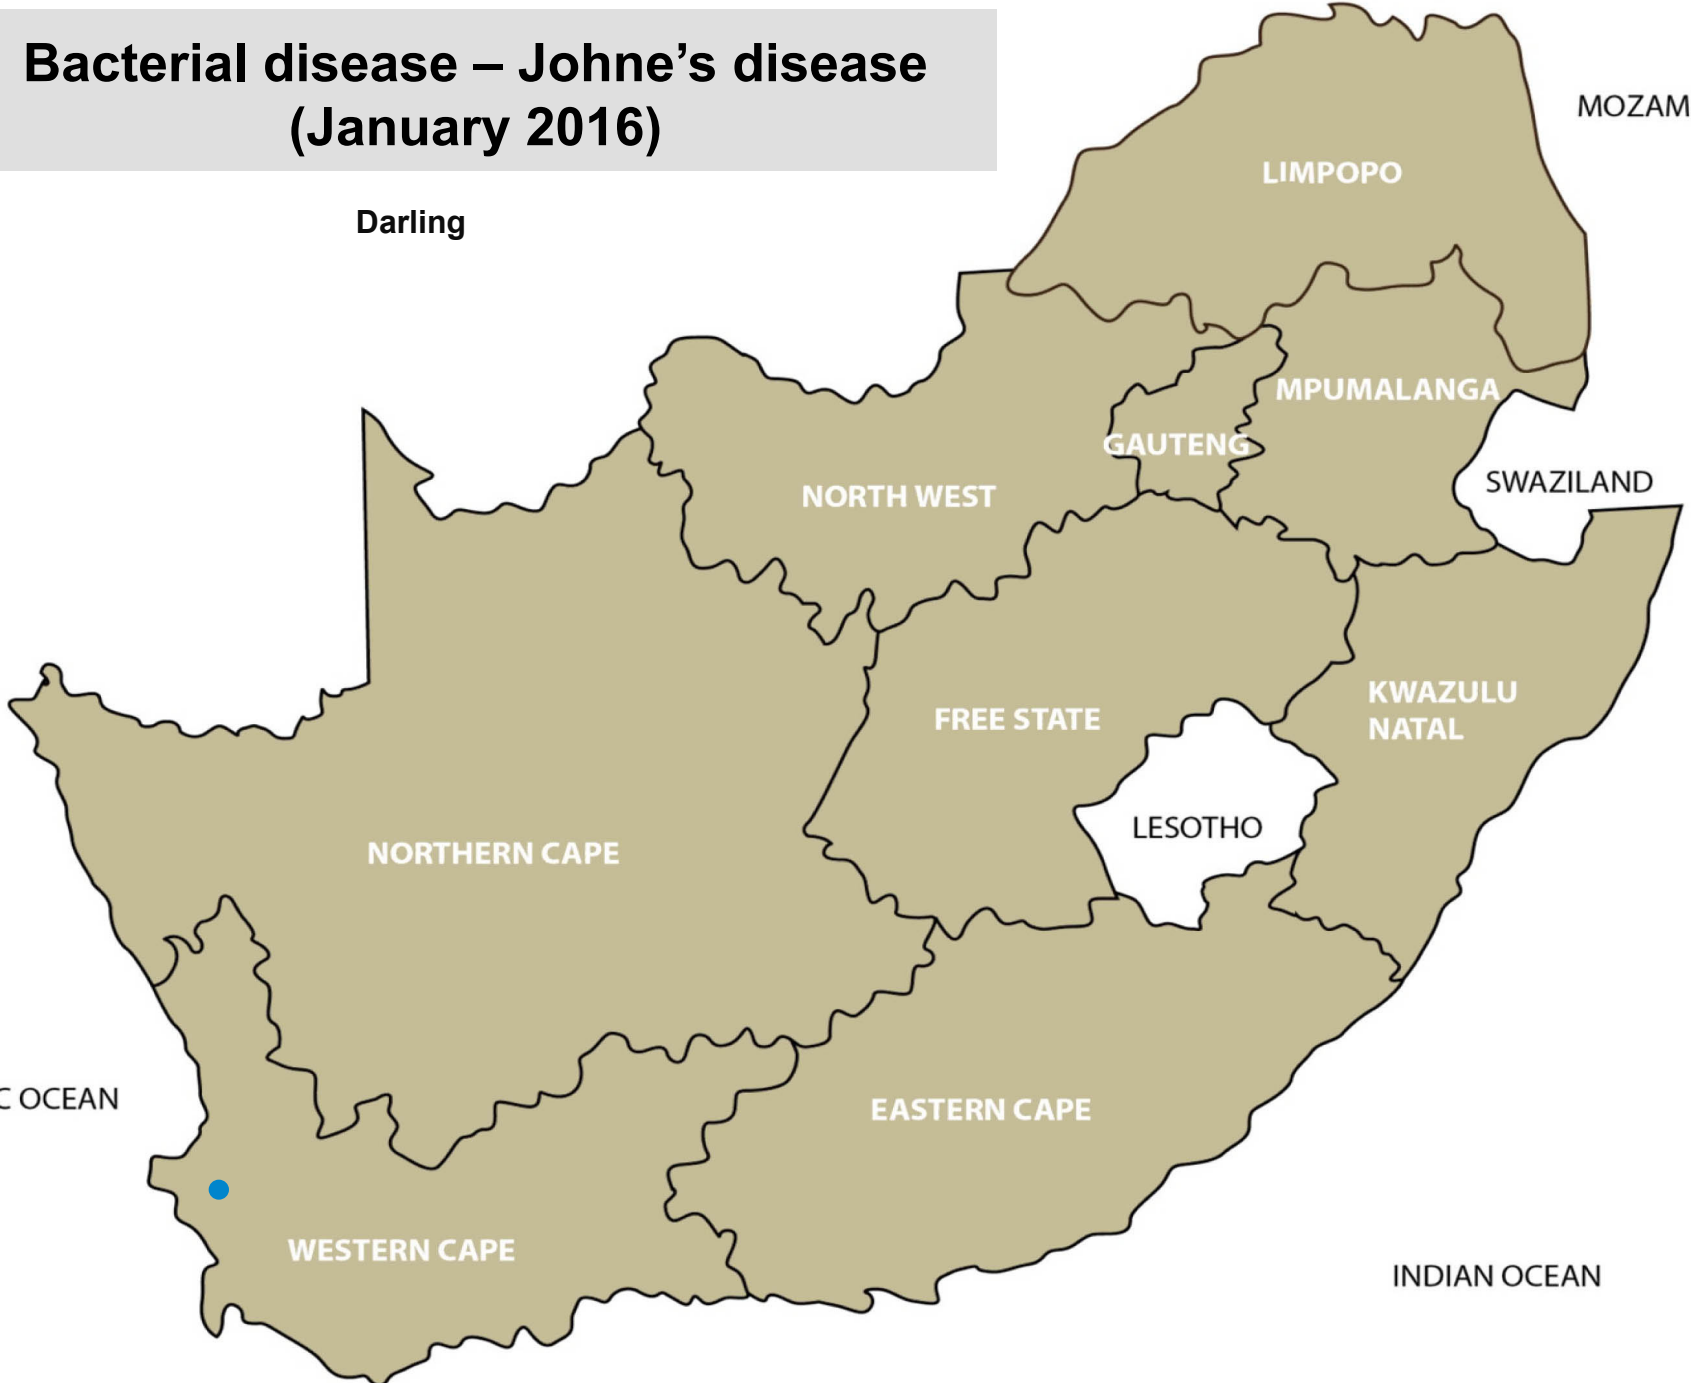 Bacterial disease – Johne’s disease
(January 2016)
MOZAM
LIMPOPO
Darling
MPUMALANGA
GAUTENG
SWAZILAND
NORTH WEST
KWAZULU
NATAL
FREE STATE
LESOTHO
NORTHERN CAPE
C OCEAN
EASTERN CAPE
WESTERN CAPE
INDIAN OCEAN